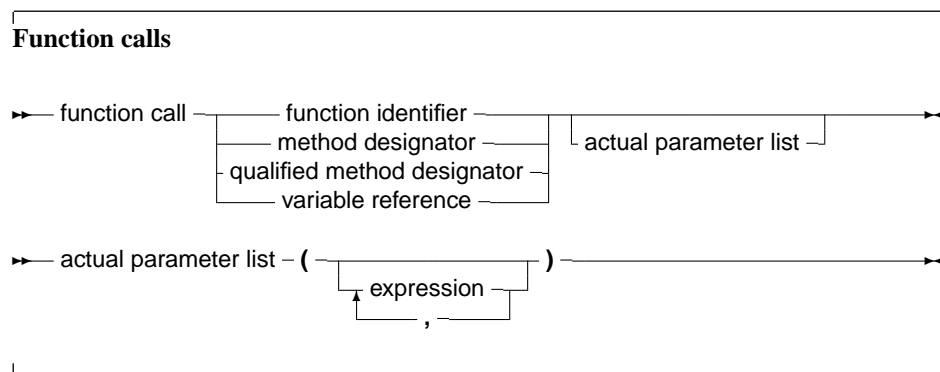 Function calls
function call function identifier
method designator actual parameter list
qualified method designator
variable reference
actual parameter list ( )
expression
,